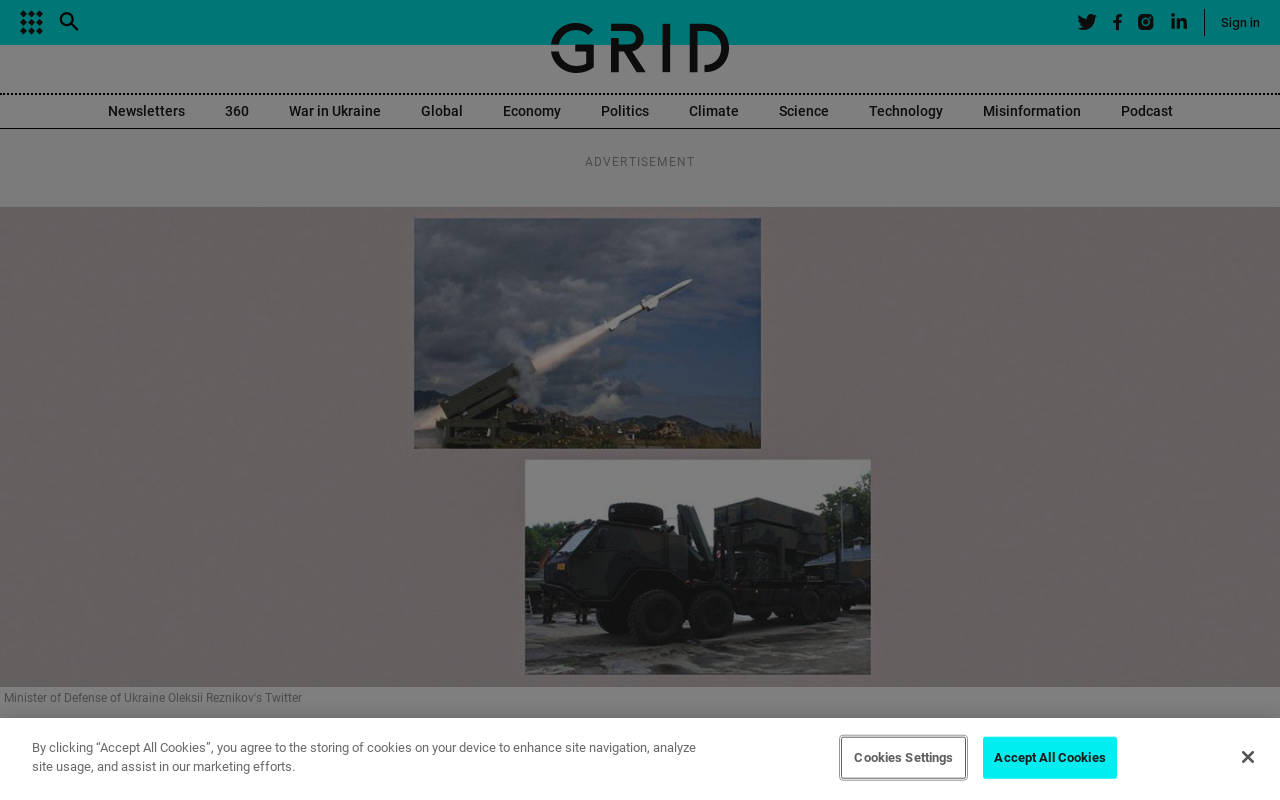 GRID
Sign in
Newsletters 360 War in Ukraine Global Economy Politics Climate Science Technology Misinformation Podcast
ADVERTISEMENT
Minister of Defense of Ukraine Oleksii Reznikov's Twitter
By clicking “Accept All Cookies”, you agree to the storing of cookies on your device to enhance site navigation, analyze
site usage, and assist in our marketing efforts.
Cookies Settings
Accept All Cookies